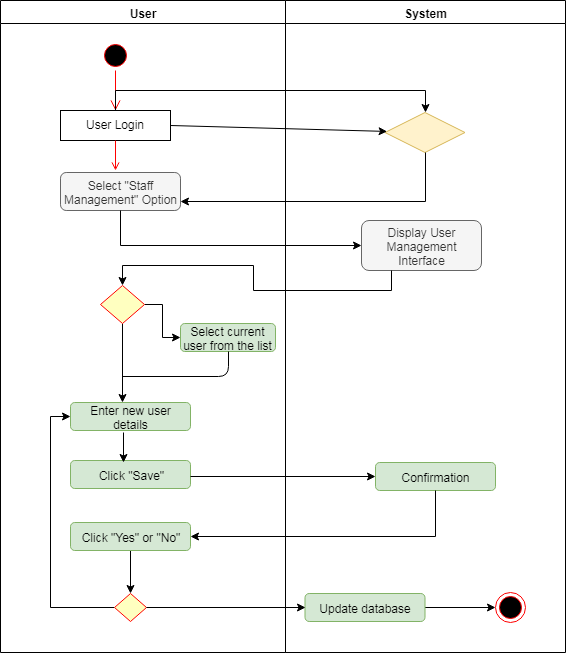 User
System
User Login
Select "Staff
Management" Option
Display User
Management
Interface
Select current
user from the list
Enter new user
details
Click "Save"
Confirmation
Click "Yes" or "No"
Update database